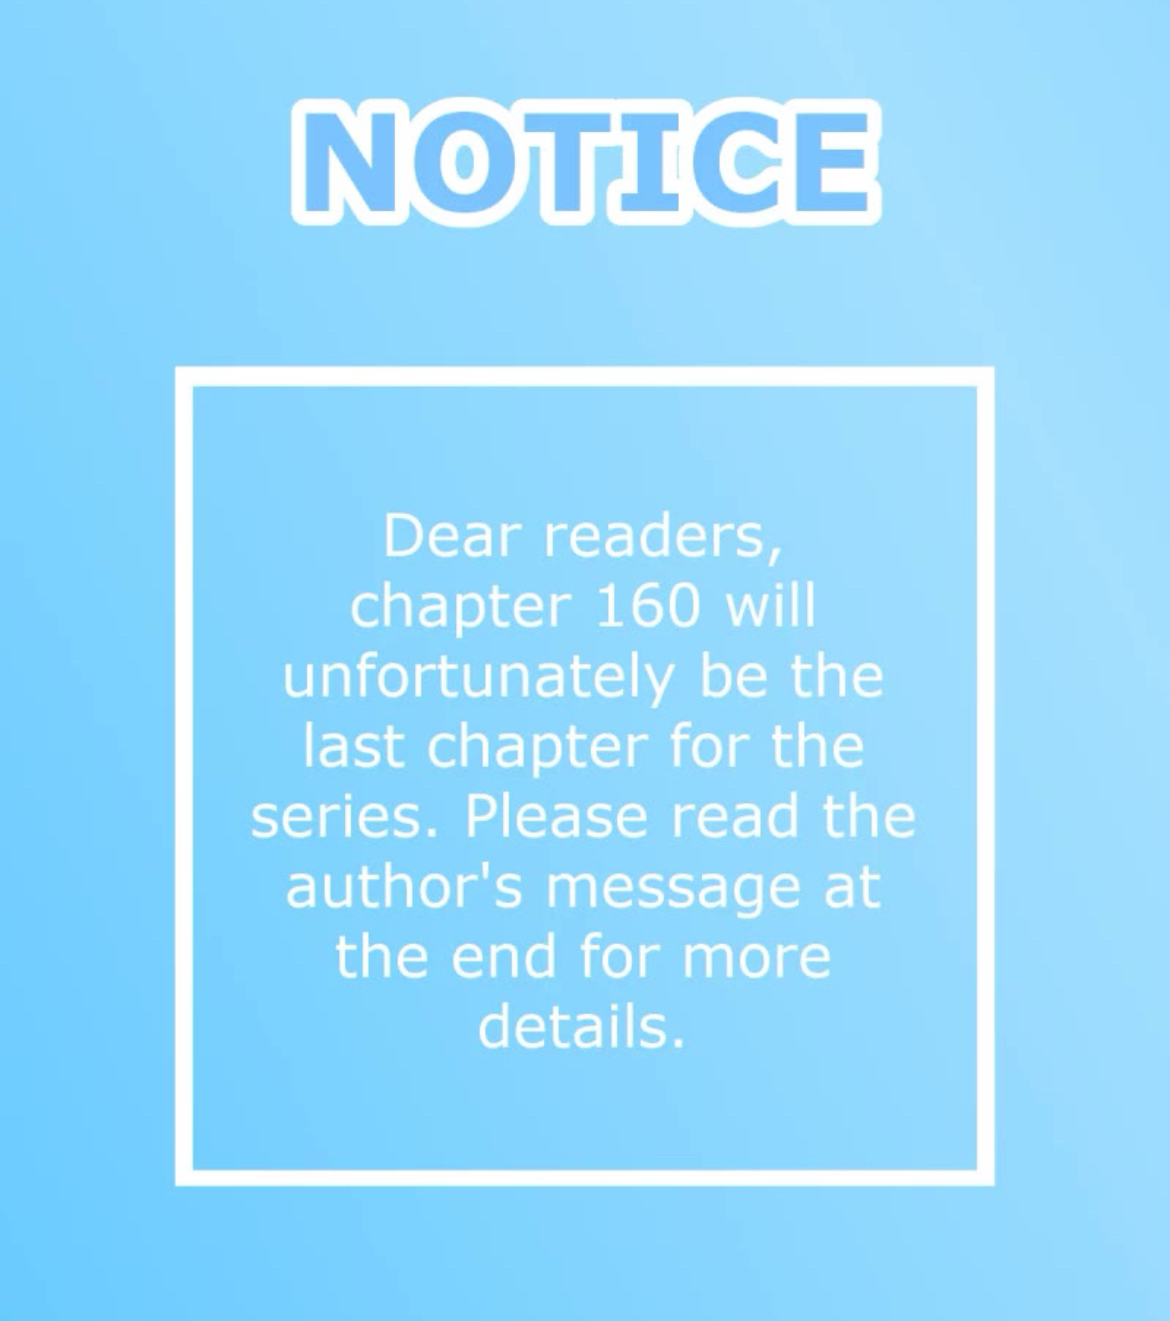 NOTICE
Dear readers,
chapter 160 will
unfortunately be the
last chapter for the
series. Please read the
author's message at
the end for more
details.